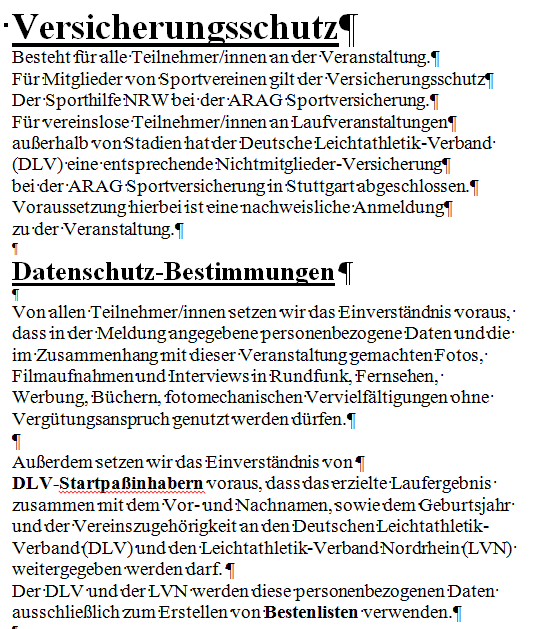 Versicherungsschutz
Besteht für alle Teilnehmer/innen an der Veranstaltung.
Für Mitglieder von Sportvereinen gilt der Versicherungsschutz
Der Sporthilfe NRW bei der ARAG Sportversicherung.
Für vereinslose Teilnehmer/innen an Laufveranstaltungen
außerhalb von Stadien hat der Deutsche Leichtathletik-Verband
(DLV) eine entsprechende Nichtmitglieder-Versicherung
bei der ARAG Sportversicherung in Stuttgart abgeschlossen.
Voraussetzung hierbei ist eine nachweisliche Anmeldung
zu der Veranstaltung.
Datenschutz-Bestimmungen
Von allen Teilnehmer/innen setzen wir das Einverständnis voraus,
dass in der Meldung angegebene personenbezogene Daten und die
im Zusammenhang mit dieser Veranstaltung gemachten Fotos,
Filmaufnahmen und Interviews in Rundfunk, Fernsehen,
Werbung, Büchern, fotomechanischen Vervielfältigungen ohne
Vergütungsanspruch genutzt werden dürfen.
Außerdem setzen wir das Einverständnis von
DLV-Startpaßinhabern voraus, dass das erzielte Laufergebnis
zusammen mit dem Vor- und Nachnamen, sowie dem Geburtsjahr
und der Vereinszugehörigkeit an den Deutschen Leichtathletik-
Verband (DLV) und den Leichtathletik-Verband Nordrhein (LVN)
weitergegeben werden darf.
Der DLV und der LVN werden diese personenbezogenen Daten
ausschließlich zum Erstellen von Bestenlisten verwenden.